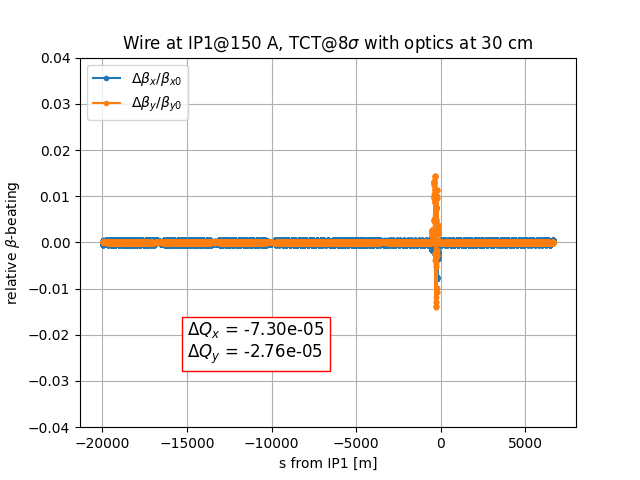 Wire at IP1@150 A, TCT@8σ with optics at 30 cm
Δβx/βx0
Δβy/βy0
0.04
0.03
0.02
0.01
0.00
−0.01
−0.02
−0.03
−0.04
relative β-beating
ΔQx = -7.30e-05
ΔQy = -2.76e-05
−20000 −15000 −10000 −5000 0 5000
s from IP1 [m]